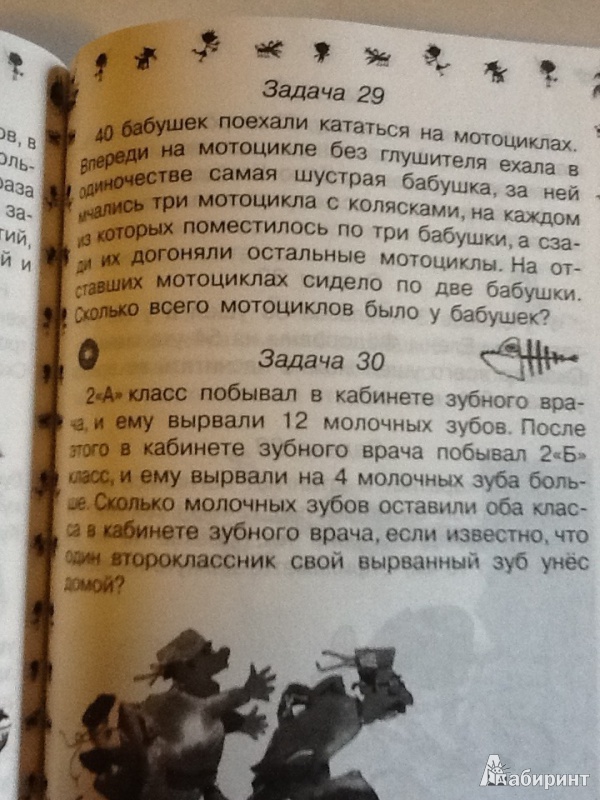 Задача 29
40 бабушек поехали кататься на мотоциклах.
Впереди на мотоцикле без глушителя ехала в
одиночестве самая шустрая бабушка, за ней
мчались три мотоцикла с колясками, на каждом
из которых поместилось по три бабушки, а сза-
ди их догоняли остальные мотоциклы. На от-
ставших мотоциклах сидело по две бабушки.
Сколько всего мотоциклов было у бабушек?
Задача 30
2«А» класс побывал в кабинете зубного вра-
ча, и ему вырвали 12 молочных зубов. После
этого в кабинете зубного врача побывал 2«Б»
класс, и ему вырвали на 4 молочных зуба боль-
ше. Сколько молочных зубов оставили оба клас-
са в кабинете зубного врача, если известно, что
один второклассник свой вырванный зуб унёс
домой?
Лабиринт